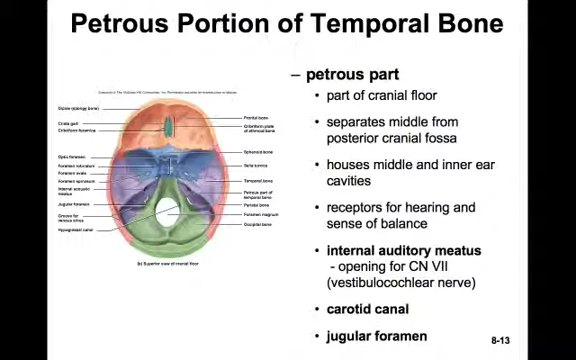 Petrous Portion of Temporal Bone
– petrous part
• part of cranial floor
• separates middle from
posterior cranial fossa
• houses middle and inner ear
cavities
• receptors for hearing and
sense of balance
• internal auditory meatus
- opening for CN VII
(vestibulocochlear nerve)
• carotid canal
• jugular foramen
8-13
Diploe (spongy bone)
Crista galli
Cribriform foramina
Optic foramen
Foramen rotundum
Foramen ovale
Foramen spinosum
Internal acoustic
meatus
Jugular foramen
Groove for
venous sinus
Hypoglossal canal
Frontal bone
Cribriform plate
of ethmoid bone
Sphenoid bone
Sella turcica
Temporal bone
Petrous part of
temporal bone
Parietal bone
Foramen magnum
Occipital bone
(b) Superior view of cranial floor